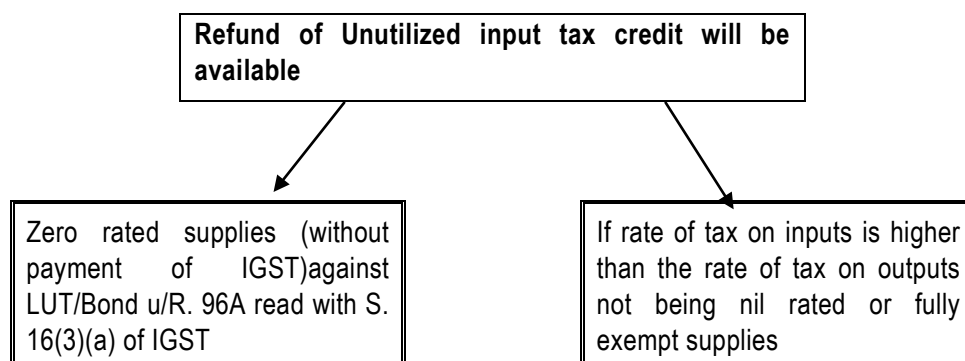 Refund of Unutilized input tax credit will be
available
Zero rated supplies (without
payment of IGST)against
LUT/Bond u/R. 96A read with S.
16(3)(a) of IGST
If rate of tax on inputs is higher
than the rate of tax on outputs
not being nil rated or fully
exempt supplies